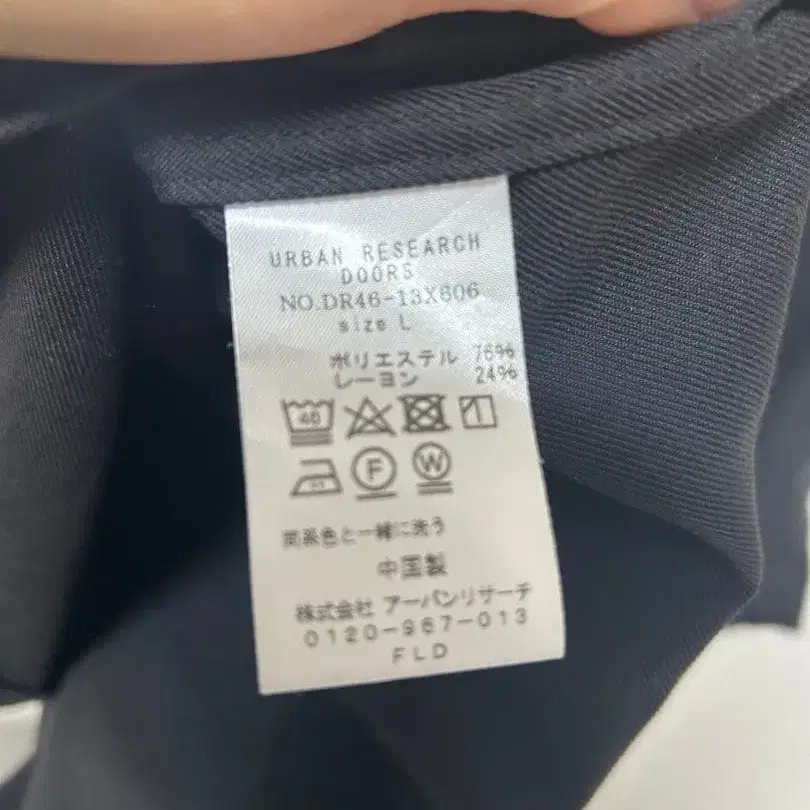 URBAN RESEARCH
DOORS
NO.DR46-13X606
size L
ポリエステル 76%
レーヨン 24%
40
F
W
同系色と一緒に洗う
中国製
株式会社 アーバンリサーチ
0120-967-013
FLD